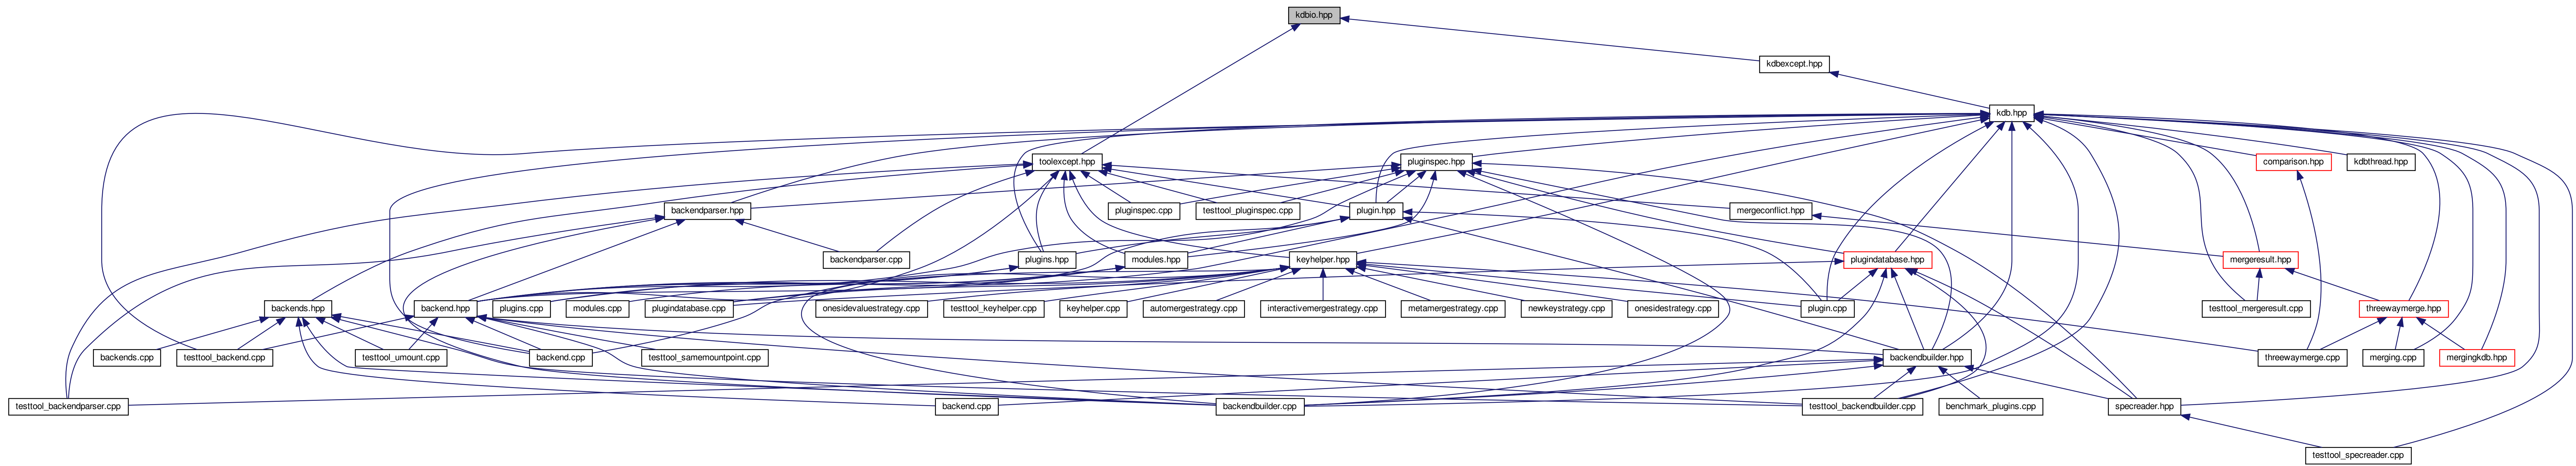 kdbio.hpp
kdbexcept.hpp
kdb.hpp
toolexcept.hpp
pluginspec.hpp
comparison.hpp
kdbthread.hpp
backendparser.hpp
pluginspec.cpp
testtool_pluginspec.cpp
plugin.hpp
mergeconflict.hpp
backendparser.cpp
plugins.hpp
modules.hpp
keyhelper.hpp
plugindatabase.hpp
mergeresult.hpp
backends.hpp
backend.hpp
plugins.cpp
modules.cpp
plugindatabase.cpp
onesidevaluestrategy.cpp
testtool_keyhelper.cpp
keyhelper.cpp
automergestrategy.cpp
interactivemergestrategy.cpp
metamergestrategy.cpp
newkeystrategy.cpp
onesidestrategy.cpp
plugin.cpp
testtool_mergeresult.cpp
threewaymerge.hpp
backends.cpp
testtool_backend.cpp
testtool_umount.cpp
backend.cpp
testtool_samemountpoint.cpp
backendbuilder.hpp
threewaymerge.cpp
merging.cpp
mergingkdb.hpp
testtool_backendparser.cpp
backend.cpp
backendbuilder.cpp
testtool_backendbuilder.cpp
benchmark_plugins.cpp
specreader.hpp
testtool_specreader.cpp